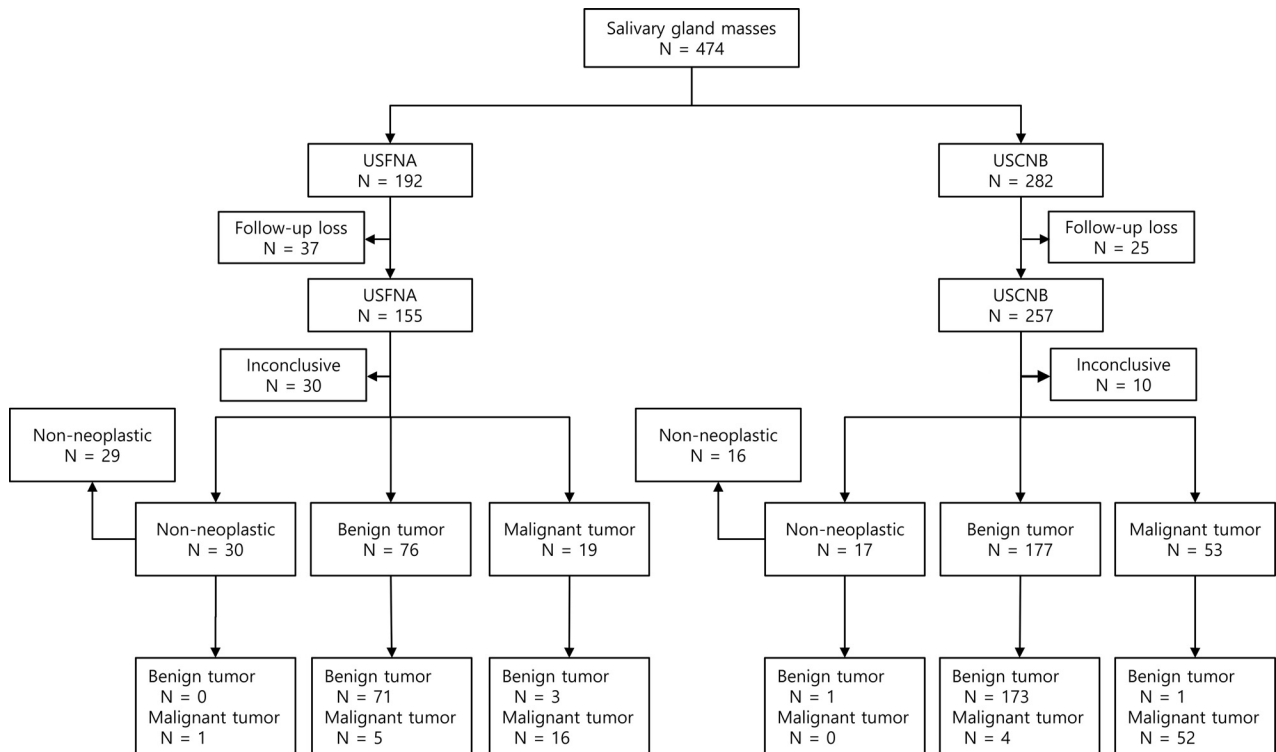 Salivary gland masses
N = 474
USFNA
N = 192
USCNB
N = 282
Follow-up loss
N = 37
Follow-up loss
N = 25
USFNA
N = 155
USCNB
N = 257
Inconclusive
N = 30
Inconclusive
N = 10
Non-neoplastic
N = 29
Non-neoplastic
N = 16
Non-neoplastic
N = 30
Benign tumor
N = 76
Malignant tumor
N = 19
Non-neoplastic
N = 17
Benign tumor
N = 177
Malignant tumor
N = 53
Benign tumor
N = 0
Malignant tumor
N = 1
Benign tumor
N = 71
Malignant tumor
N = 5
Benign tumor
N = 3
Malignant tumor
N = 16
Benign tumor
N = 1
Malignant tumor
N = 0
Benign tumor
N = 173
Malignant tumor
N = 4
Benign tumor
N = 1
Malignant tumor
N = 52